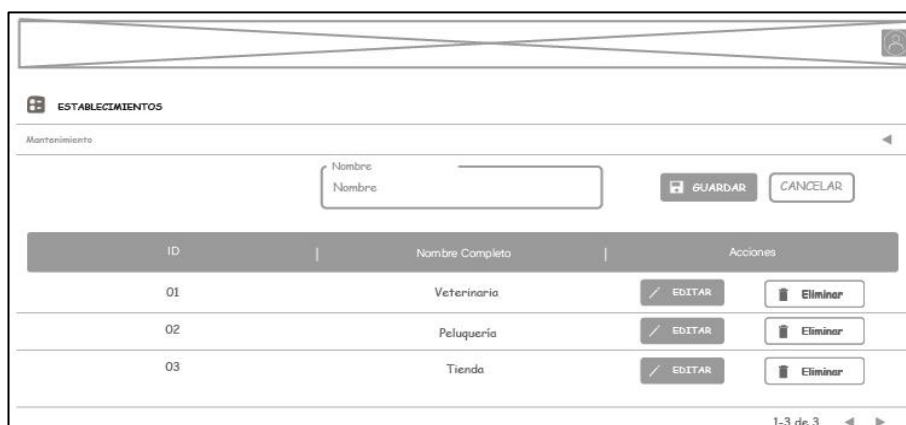 ESTABLECIMIENTOS
Mantenimiento
Nombre
Nombre
GUARDAR CANCELAR
ID | Nombre Completo | Acciones
01 Veterinaria EDITAR Eliminar
02 Peluquería EDITAR Eliminar
03 Tienda EDITAR Eliminar
1-3 de 3